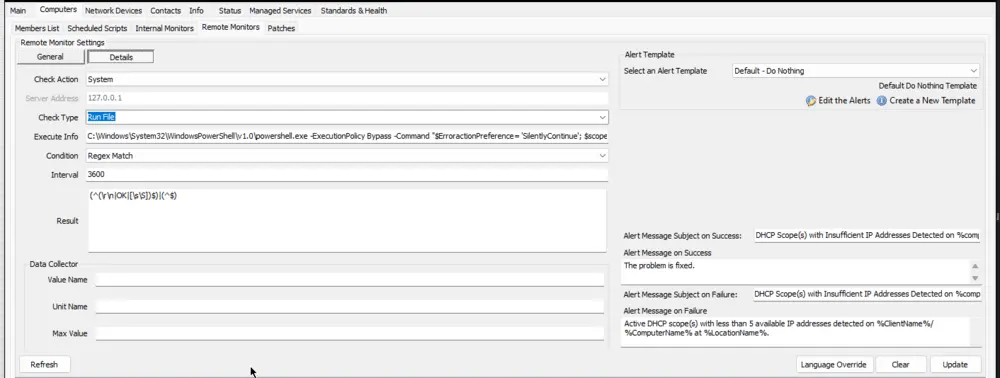 Main Computers Network Devices Contacts Info Status Managed Services Standards & Health
Members List Scheduled Scripts Internal Monitors Remote Monitors Patches
Remote Monitor Settings
General Details
Check Action System
Server Address 127.0.0.1
Check Type Run File
Execute Info C:\Windows\System32\WindowsPowerShell\v1.0\powershell.exe -ExecutionPolicy Bypass -Command "$ErroractionPreference= 'SilentlyContinue'; $scope
Condition Regex Match
Interval 3600
Result (^(\r\n|OK|[\s\S])$)|(^$)
Data Collector
Value Name
Unit Name
Max Value
Refresh
Alert Template
Select an Alert Template Default - Do Nothing
Default Do Nothing Template
Edit the Alerts Create a New Template
Alert Message Subject on Success: DHCP Scope(s) with Insufficient IP Addresses Detected on %comp
Alert Message on Success
The problem is fixed.
Alert Message Subject on Failure: DHCP Scope(s) with Insufficient IP Addresses Detected on %comp
Alert Message on Failure
Active DHCP scope(s) with less than 5 available IP addresses detected on %ClientName%/
%ComputerName% at %LocationName%.
Language Override Clear Update